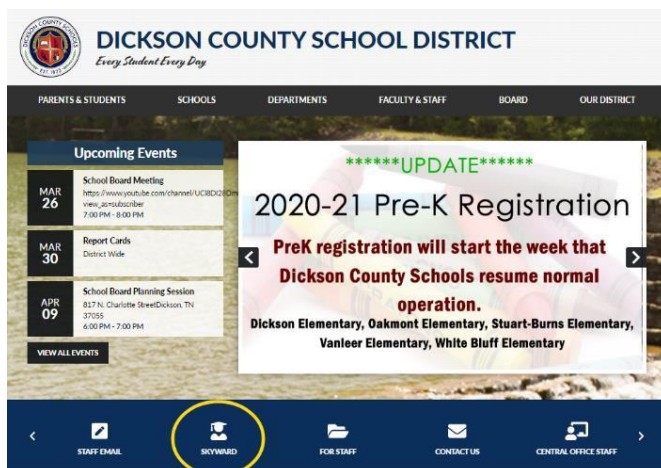 DICKSON COUNTY SCHOOLS
EST. 1833
DICKSON COUNTY SCHOOL DISTRICT
Every Student Every Day
PARENTS & STUDENTS SCHOOLS DEPARTMENTS FACULTY & STAFF BOARD OUR DISTRICT
Upcoming Events
MAR
26
School Board Meeting
view_as=subscriber
7:00 PM - 8:00 PM
MAR
30
Report Cards
District Wide
APR
09
School Board Planning Session
817 N. Charlotte StreetDickson, TN
37055
6:00 PM - 7:00 PM
VIEW ALL EVENTS
******UPDATE******
2020-21 Pre-K Registration
PreK registration will start the week that
Dickson County Schools resume normal
operation.
Dickson Elementary, Oakmont Elementary, Stuart-Burns Elementary,
Vanleer Elementary, White Bluff Elementary
STAFF EMAIL SKYWARD FOR STAFF CONTACT US CENTRAL OFFICE STAFF